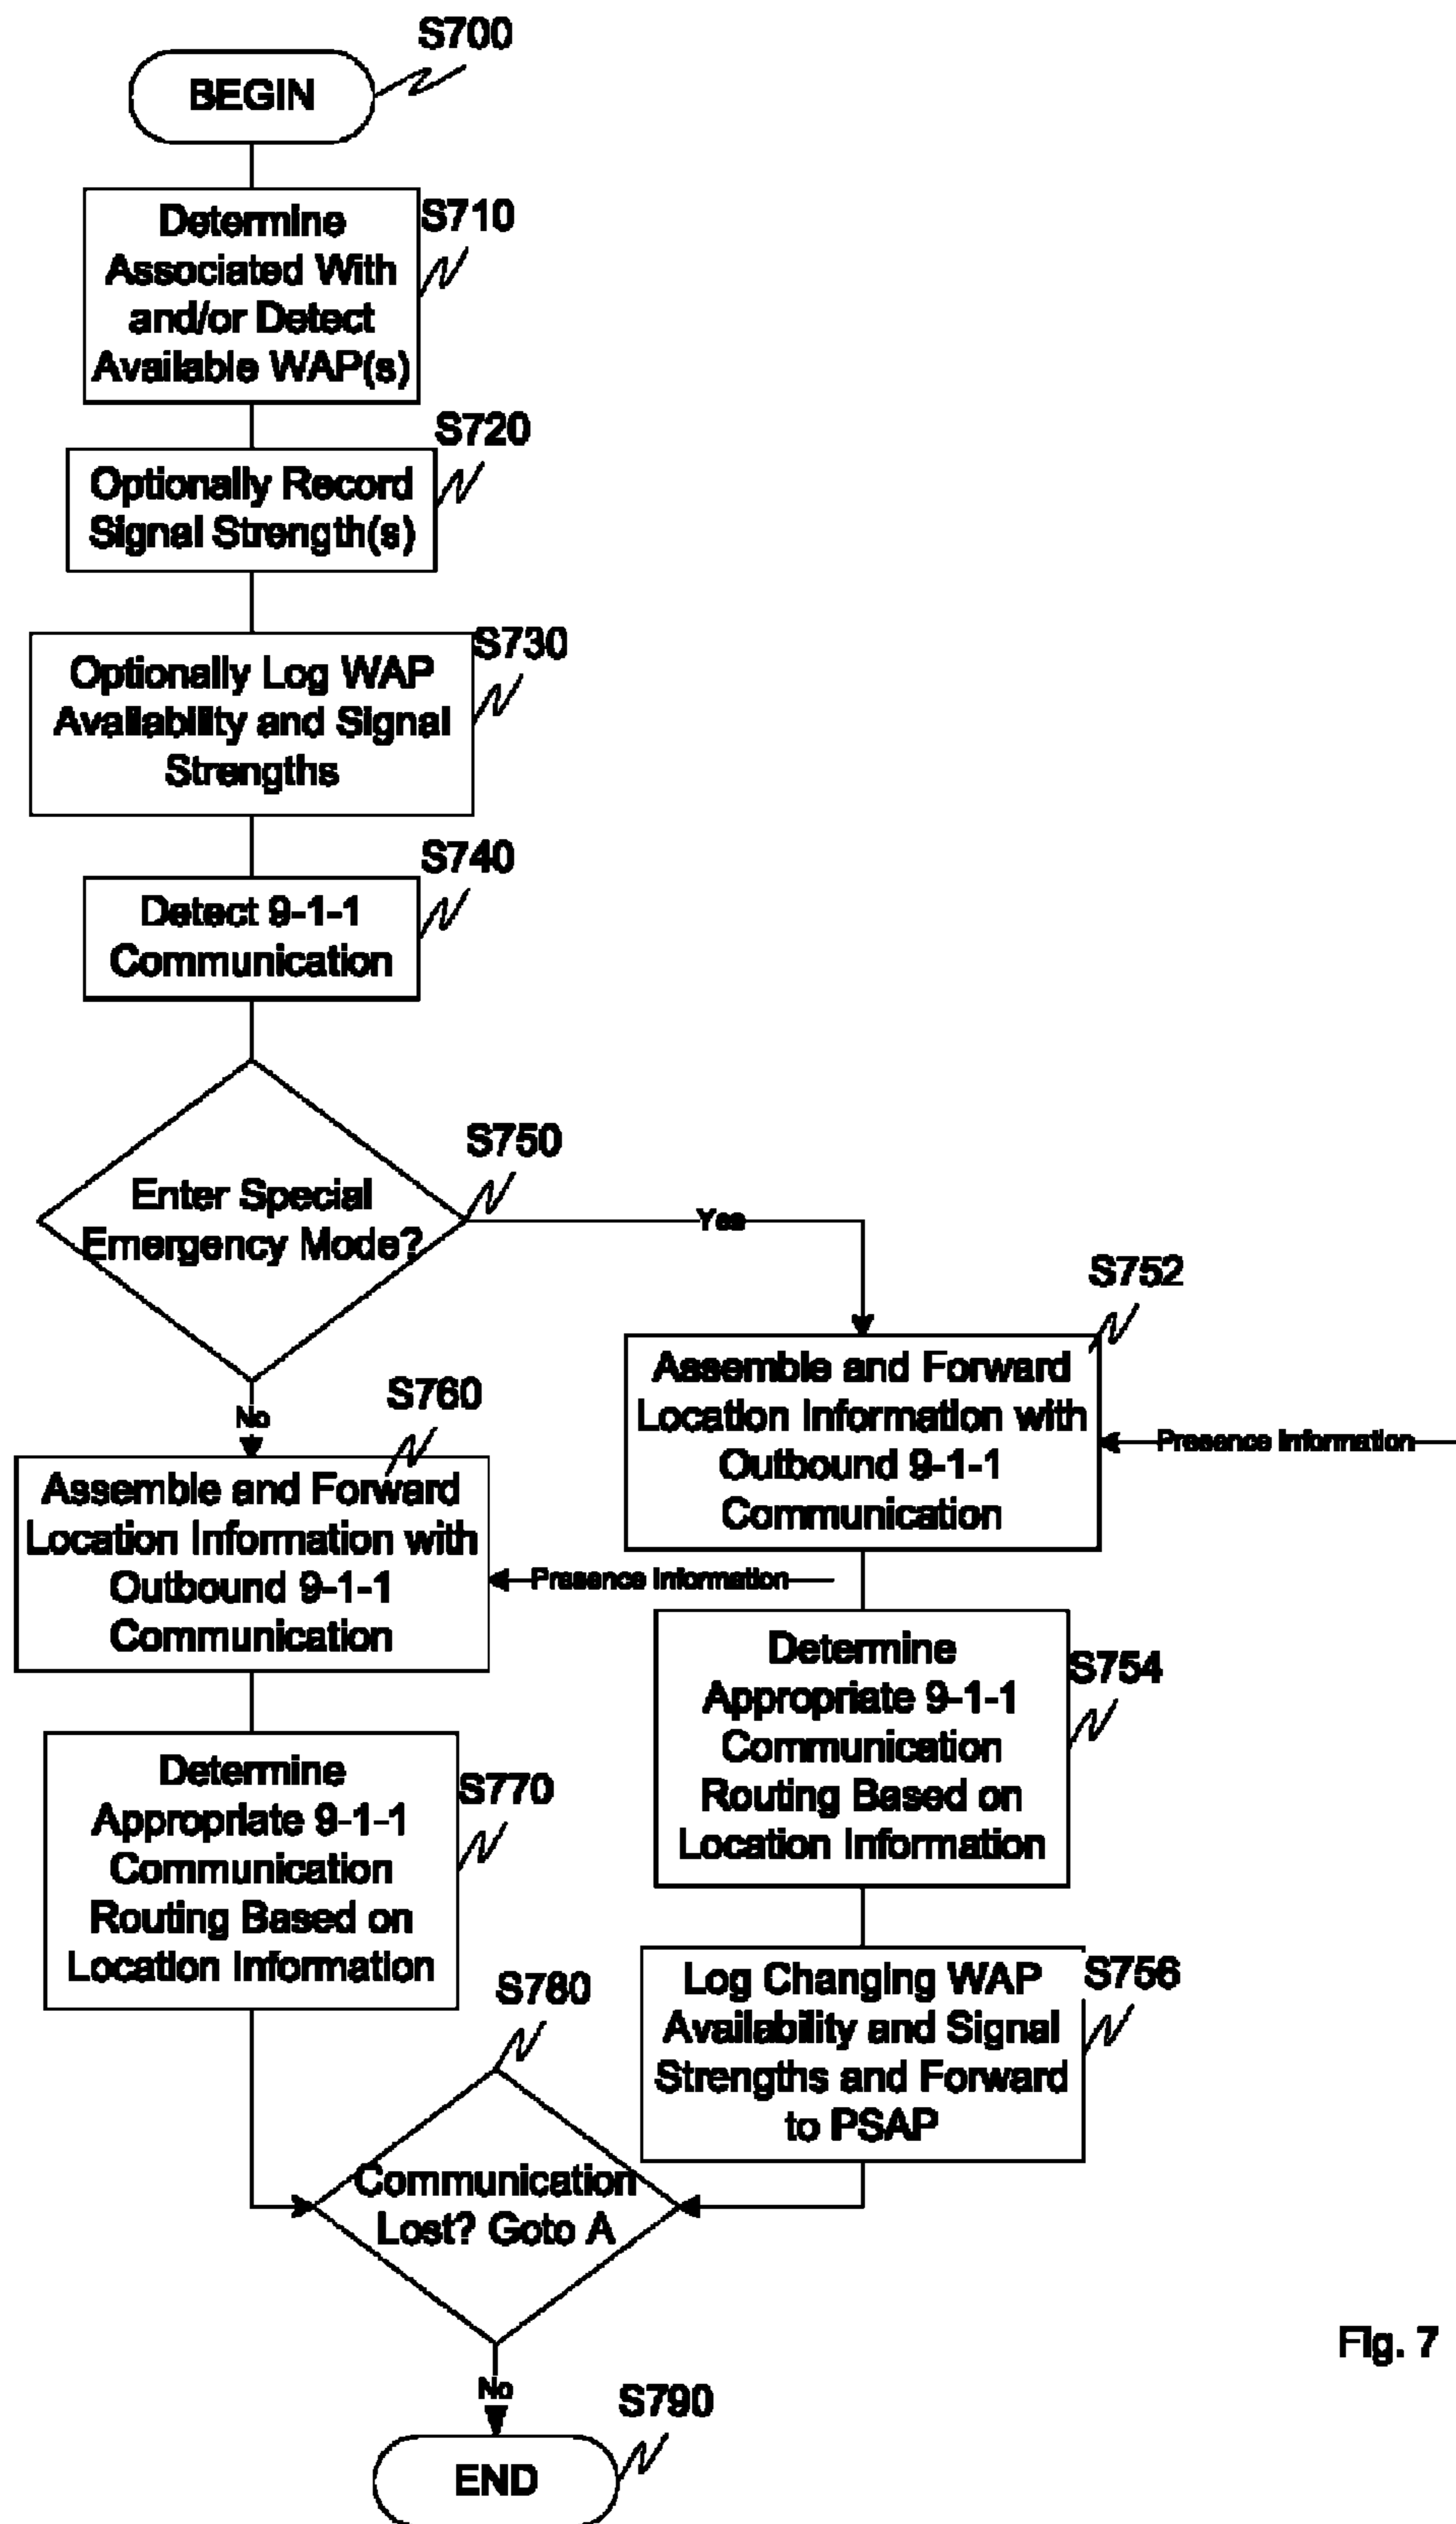 S700
BEGIN
S710
Determine
Associated With
and/or Detect
Available WAP(s)
S720
Optionally Record
Signal Strength(s)
S730
Optionally Log WAP
Availability and Signal
Strengths
S740
Detect 9-1-1
Communication
S750
Enter Special
Emergency Mode?
Yes
S752
Assemble and Forward
Location Information with
Outbound 9-1-1
Communication
Presence Information
No
S760
Assemble and Forward
Location Information with
Outbound 9-1-1
Communication
Presence Information
S754
Determine
Appropriate 9-1-1
Communication
Routing Based on
Location Information
S770
Determine
Appropriate 9-1-1
Communication
Routing Based on
Location Information
S756
Log Changing WAP
Availability and Signal
Strengths and Forward
to PSAP
S780
Communication
Lost? Goto A
No
S790
END
Fig. 7